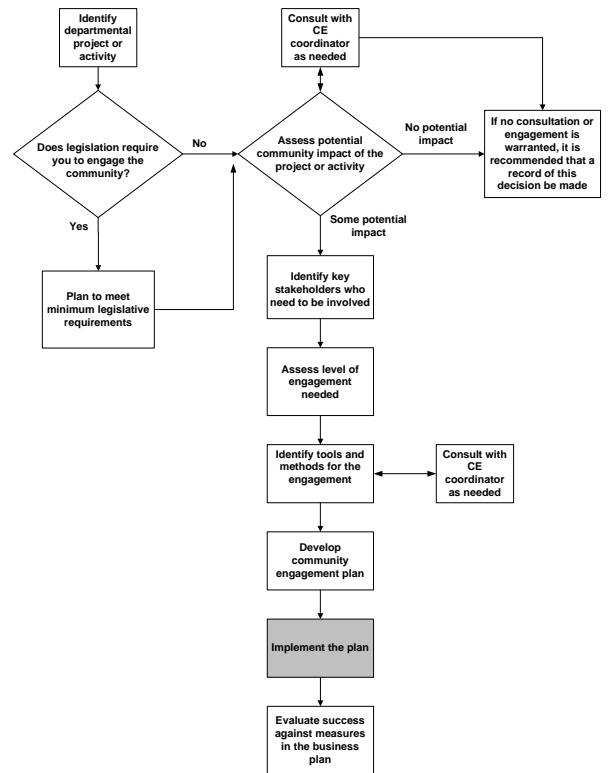 Identify
departmental
project or
activity
Consult with
CE
coordinator
as needed
Does legislation require
you to engage the
community?
No
Assess potential
community impact of the
project or activity
No potential
impact
If no consultation or
engagement is
warranted, it is
recommended that a
record of this
decision be made
Yes
Some potential
impact
Plan to meet
minimum legislative
requirements
Identify key
stakeholders who
need to be involved
Assess level of
engagement
needed
Identify tools and
methods for the
engagement
Consult with
CE
coordinator
as needed
Develop
community
engagement plan
Implement the plan
Evaluate success
against measures
in the business
plan